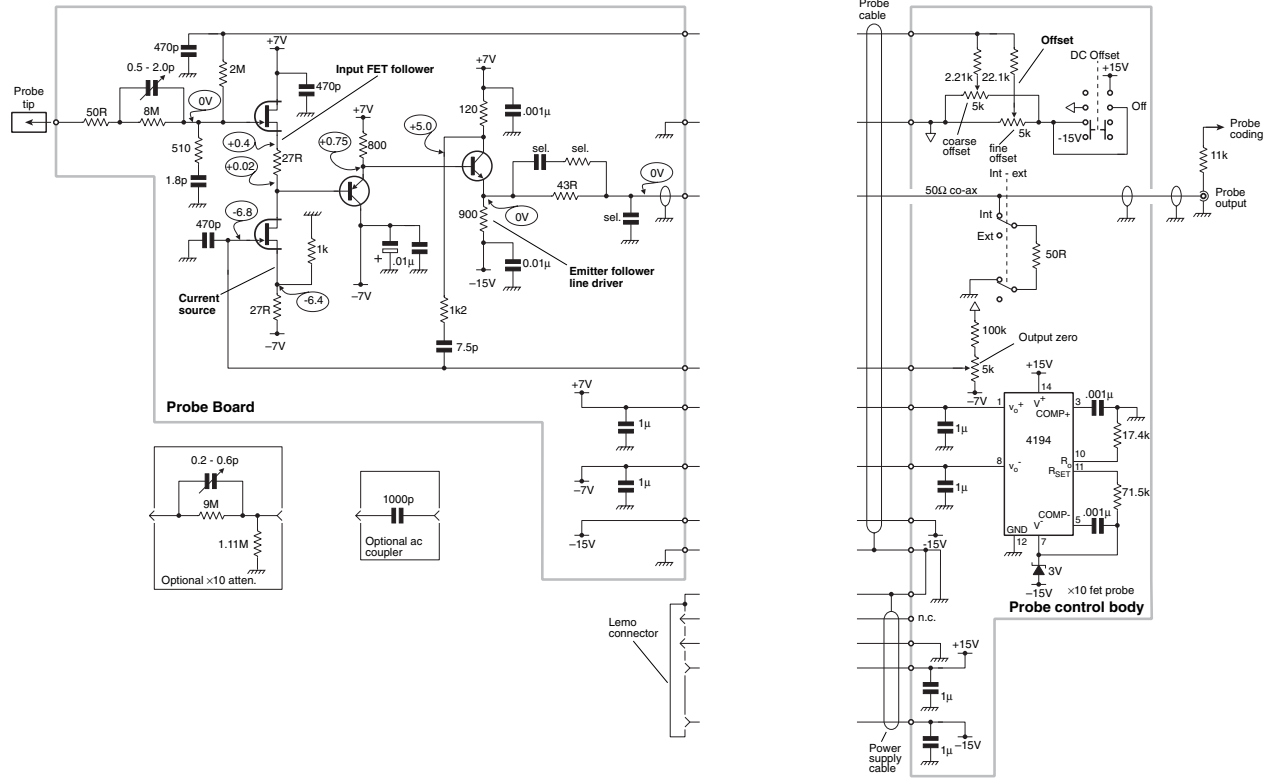 Probe
cable
470p
+7V
0.5 - 2.0p
2M
Input FET follower
470p
Probe
tip
0V
50R
8M
510
1.8p
+0.4
27R
+0.02
+0.75
+7V
800
+5.0
+7V
120
.001µ
sel.
sel.
43R
0V
sel.
900
0V
0.01µ
-15V
Emitter follower
line driver
470p
-6.8
1k
.01µ
+
-7V
Current
source
27R
-6.4
-7V
1k2
7.5p
Probe Board
+7V
1µ
-7V
1µ
-15V
0.2 - 0.6p
9M
1.11M
Optional ×10 atten.
1000p
Optional ac
coupler
Lemo
connector
Offset
DC Offset
+15V
2.21k
22.1k
5k
Off
5k
-15V
coarse
offset
fine
offset
Int - ext
50Ω co-ax
Int
Ext
50R
11k
Probe
coding
Probe
output
100k
Output zero
5k
-7V
+15V
14
1
vo+
V+
3
COMP+
.001µ
17.4k
4194
1µ
8
vo-
Ro
10
RSET
11
71.5k
1µ
COMP-
5
.001µ
GND
V-
12
7
-15V
3V
-15V
×10 fet probe
Probe control body
n.c.
+15V
1µ
1µ
-15V
Power
supply
cable